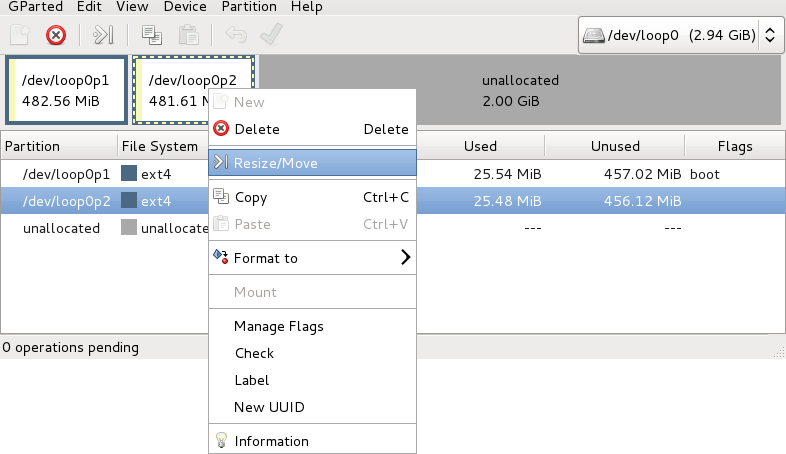 GParted Edit View Device Partition Help
/dev/loop0 (2.94 GiB)
/dev/loop0p1
482.56 MiB
/dev/loop0p2
481.61 M
unallocated
2.00 GiB
Partition File System Used Unused Flags
/dev/loop0p1 ext4 25.54 MiB 457.02 MiB boot
/dev/loop0p2 ext4 25.48 MiB 456.12 MiB
unallocated unallocate --- ---
0 operations pending
New
Delete Delete
Resize/Move
Copy Ctrl+C
Paste Ctrl+V
Format to
Mount
Manage Flags
Check
Label
New UUID
Information